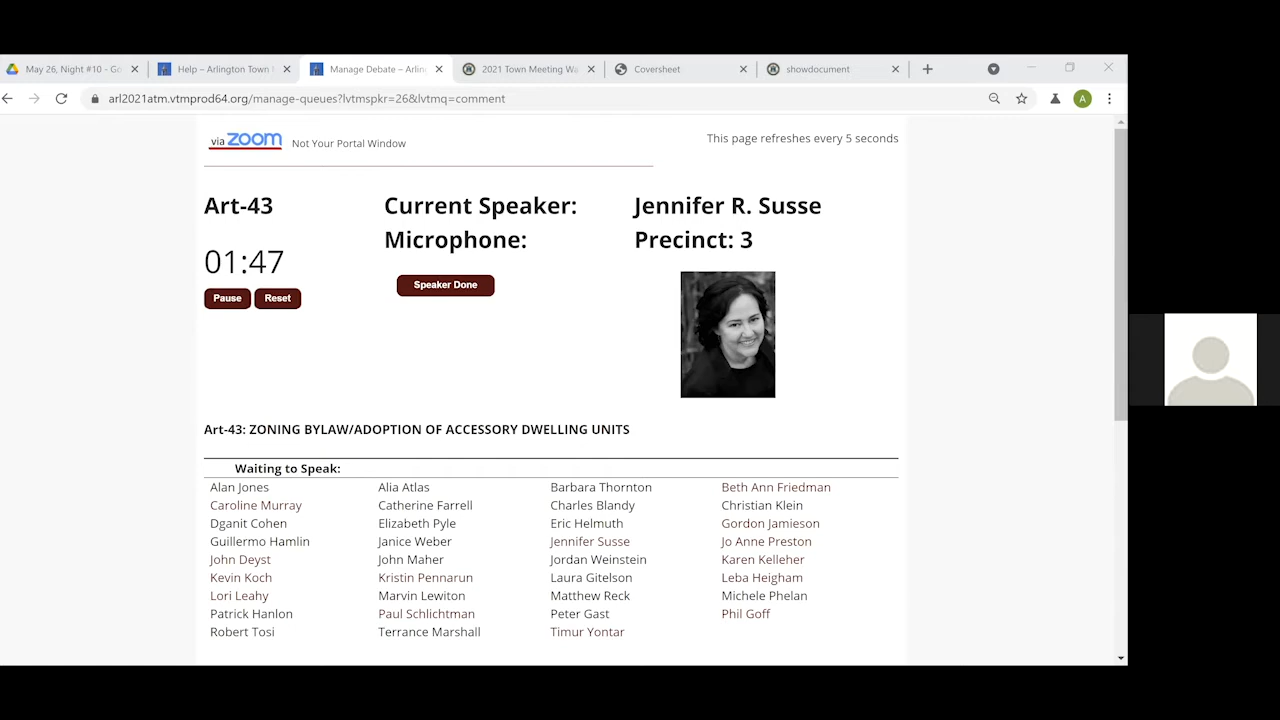 May 26, Night #10 - Go
Help – Arlington Town
Manage Debate – Arlin
2021 Town Meeting Wa
Coversheet
showdocument
arl2021atm.vtmprod64.org/manage-queues?lvtmspkr=26&lvtmq=comment
A
via zoom Not Your Portal Window
This page refreshes every 5 seconds
Art-43 Current Speaker: Jennifer R. Susse
Microphone: Precinct: 3
01:47
Speaker Done
Pause Reset
Art-43: ZONING BYLAW/ADOPTION OF ACCESSORY DWELLING UNITS
Waiting to Speak:
Alan Jones Alia Atlas Barbara Thornton Beth Ann Friedman
Caroline Murray Catherine Farrell Charles Blandy Christian Klein
Dganit Cohen Elizabeth Pyle Eric Helmuth Gordon Jamieson
Guillermo Hamlin Janice Weber Jennifer Susse Jo Anne Preston
John Deyst John Maher Jordan Weinstein Karen Kelleher
Kevin Koch Kristin Pennarun Laura Gitelson Leba Heigham
Lori Leahy Marvin Lewiton Matthew Reck Michele Phelan
Patrick Hanlon Paul Schlichtman Peter Gast Phil Goff
Robert Tosi Terrance Marshall Timur Yontar